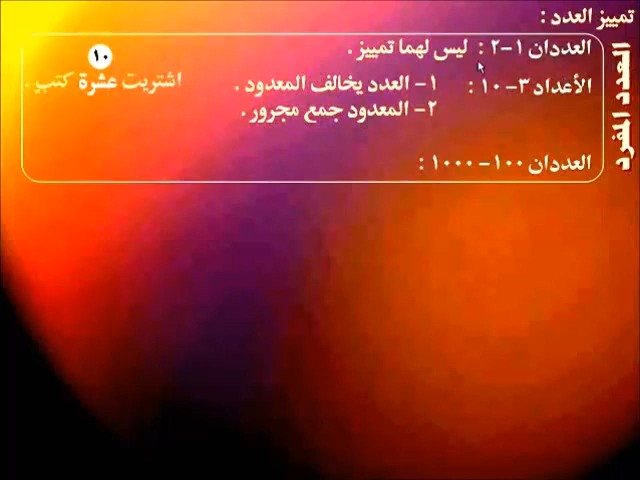 تمييز العدد :
العدد المفرد
العددان ١-٢ : ليس لهما تمييز .
الأعداد ٣-١٠ : ١- العدد يخالف المعدود . اشتريت عشرة كتبٍ .
١٠
٢- المعدود جمع مجرور .
العددان ١٠٠-١٠٠٠ :